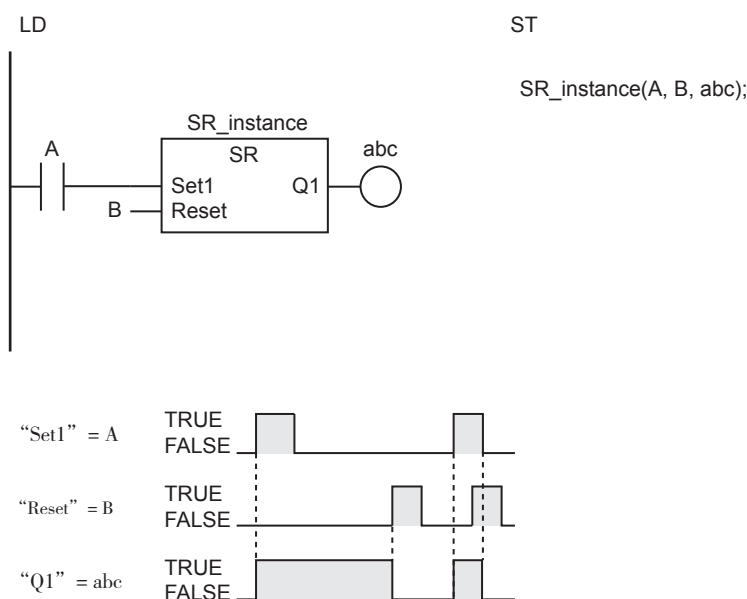 LD
ST
SR_instance(A, B, abc);
SR_instance
A
SR
abc
Set1
Q1
B
Reset
“Set1” = A
TRUE
FALSE
“Reset” = B
TRUE
FALSE
“Q1” = abc
TRUE
FALSE